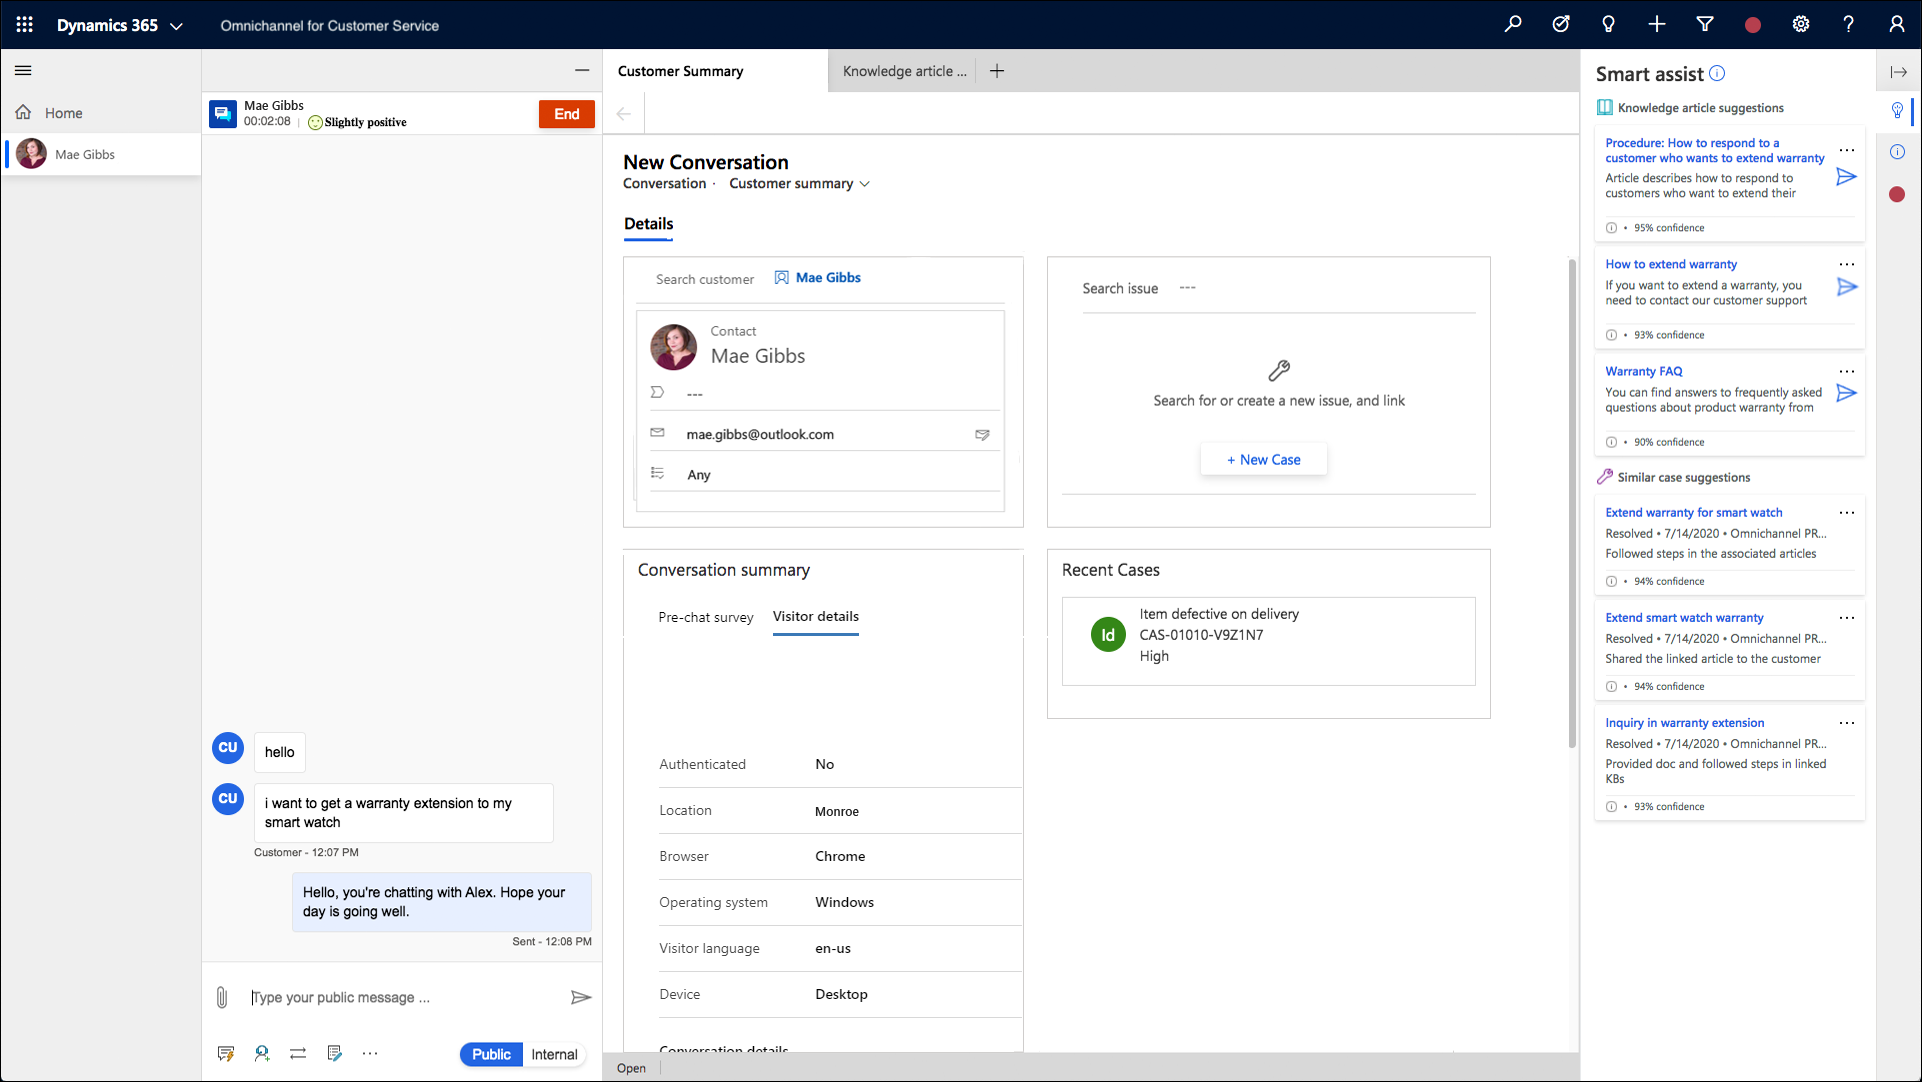 Dynamics 365
Omnichannel for Customer Service
Home
Mae Gibbs
Mae Gibbs
00:02:08
Slightly positive
End
hello
CU
CU
i want to get a warranty extension to my
smart watch
Customer - 12:07 PM
Hello, you're chatting with Alex. Hope your
day is going well.
Sent - 12:08 PM
Type your public message ...
Public
Internal
Customer Summary
Knowledge article ...
New Conversation
Conversation ·
Customer summary
Details
Search customer
Mae Gibbs
Contact
Mae Gibbs
---
mae.gibbs@outlook.com
Any
Search issue
---
Search for or create a new issue, and link
+ New Case
Conversation summary
Pre-chat survey
Visitor details
Authenticated
No
Location
Monroe
Browser
Chrome
Operating system
Windows
Visitor language
en-us
Device
Desktop
Conversation details
Recent Cases
Id
Item defective on delivery
CAS-01010-V9Z1N7
High
Open
Smart assist
Knowledge article suggestions
Procedure: How to respond to a
customer who wants to extend warranty
Article describes how to respond to
customers who want to extend their
• 95% confidence
How to extend warranty
If you want to extend a warranty, you
need to contact our customer support
• 93% confidence
Warranty FAQ
You can find answers to frequently asked
questions about product warranty from
• 90% confidence
Similar case suggestions
Extend warranty for smart watch
Resolved • 7/14/2020 • Omnichannel PR...
Followed steps in the associated articles
• 94% confidence
Extend smart watch warranty
Resolved • 7/14/2020 • Omnichannel PR...
Shared the linked article to the customer
• 94% confidence
Inquiry in warranty extension
Resolved • 7/14/2020 • Omnichannel PR...
Provided doc and followed steps in linked
KBs
• 93% confidence